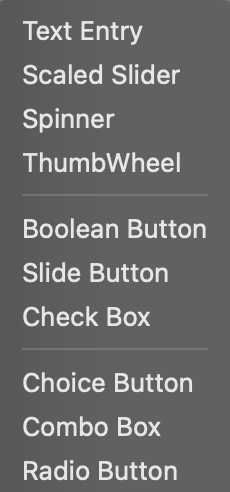 Text Entry
Scaled Slider
Spinner
ThumbWheel
Boolean Button
Slide Button
Check Box
Choice Button
Combo Box
Radio Button